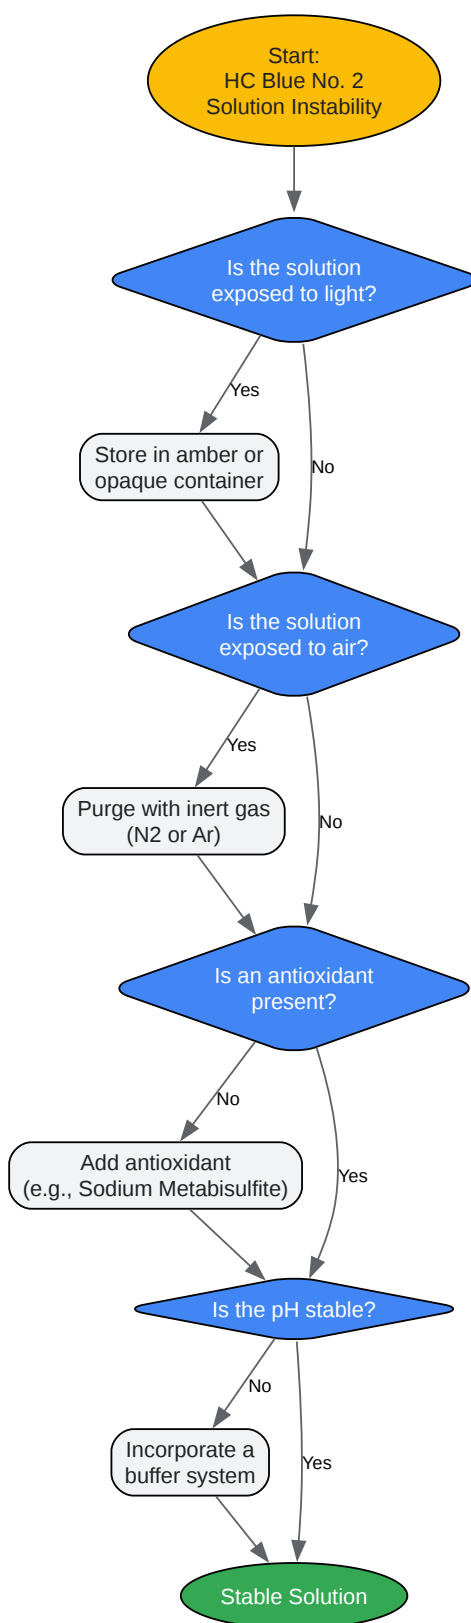 Start:
HC Blue No. 2
Solution Instability
Is the solution
exposed to light?
Yes
Store in amber or
opaque container
No
Is the solution
exposed to air?
Yes
Purge with inert gas
(N2 or Ar)
No
Is an antioxidant
present?
No
Add antioxidant
(e.g., Sodium Metabisulfite)
Yes
Is the pH stable?
No
Incorporate a
buffer system
Yes
Stable Solution